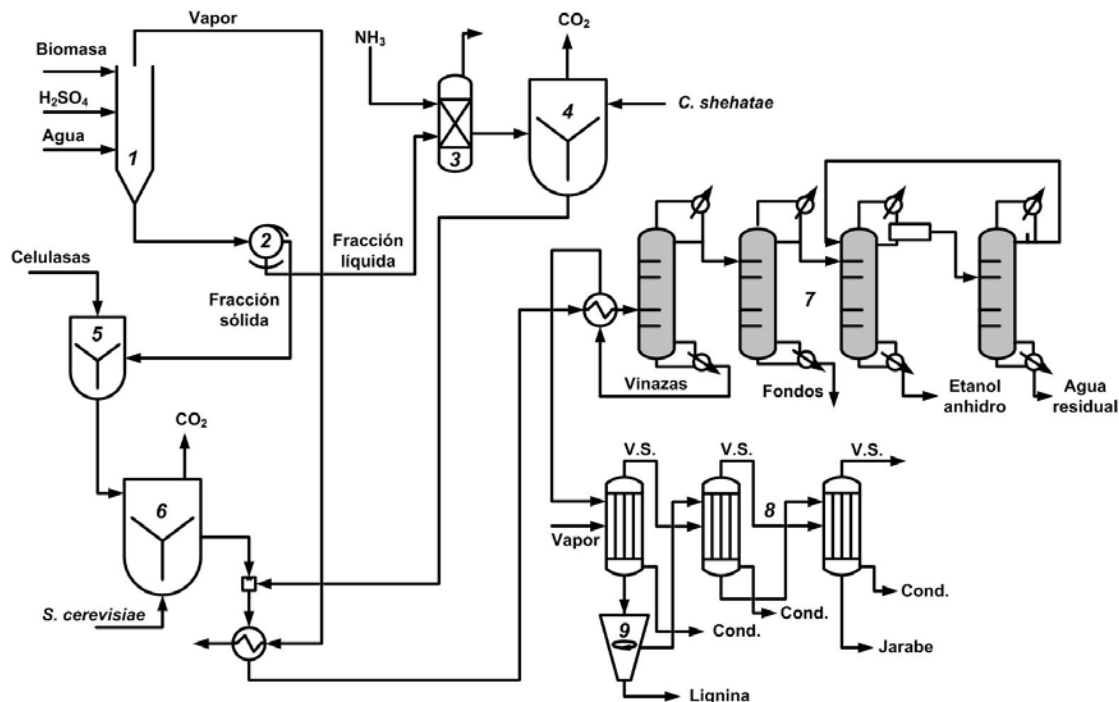 Vapor
CO₂
NH₃
Biomasa
H₂SO₄
Agua
1
3
4
C. shehatae
2
Fracción
líquida
Celulasas
Fracción
sólida
5
7
Vinazas
Fondos
Etanol
anhidro
Agua
residual
CO₂
6
V.S.
V.S.
V.S.
8
Vapor
S. cerevisiae
9
Cond.
Cond.
Cond.
Jarabe
Lignina